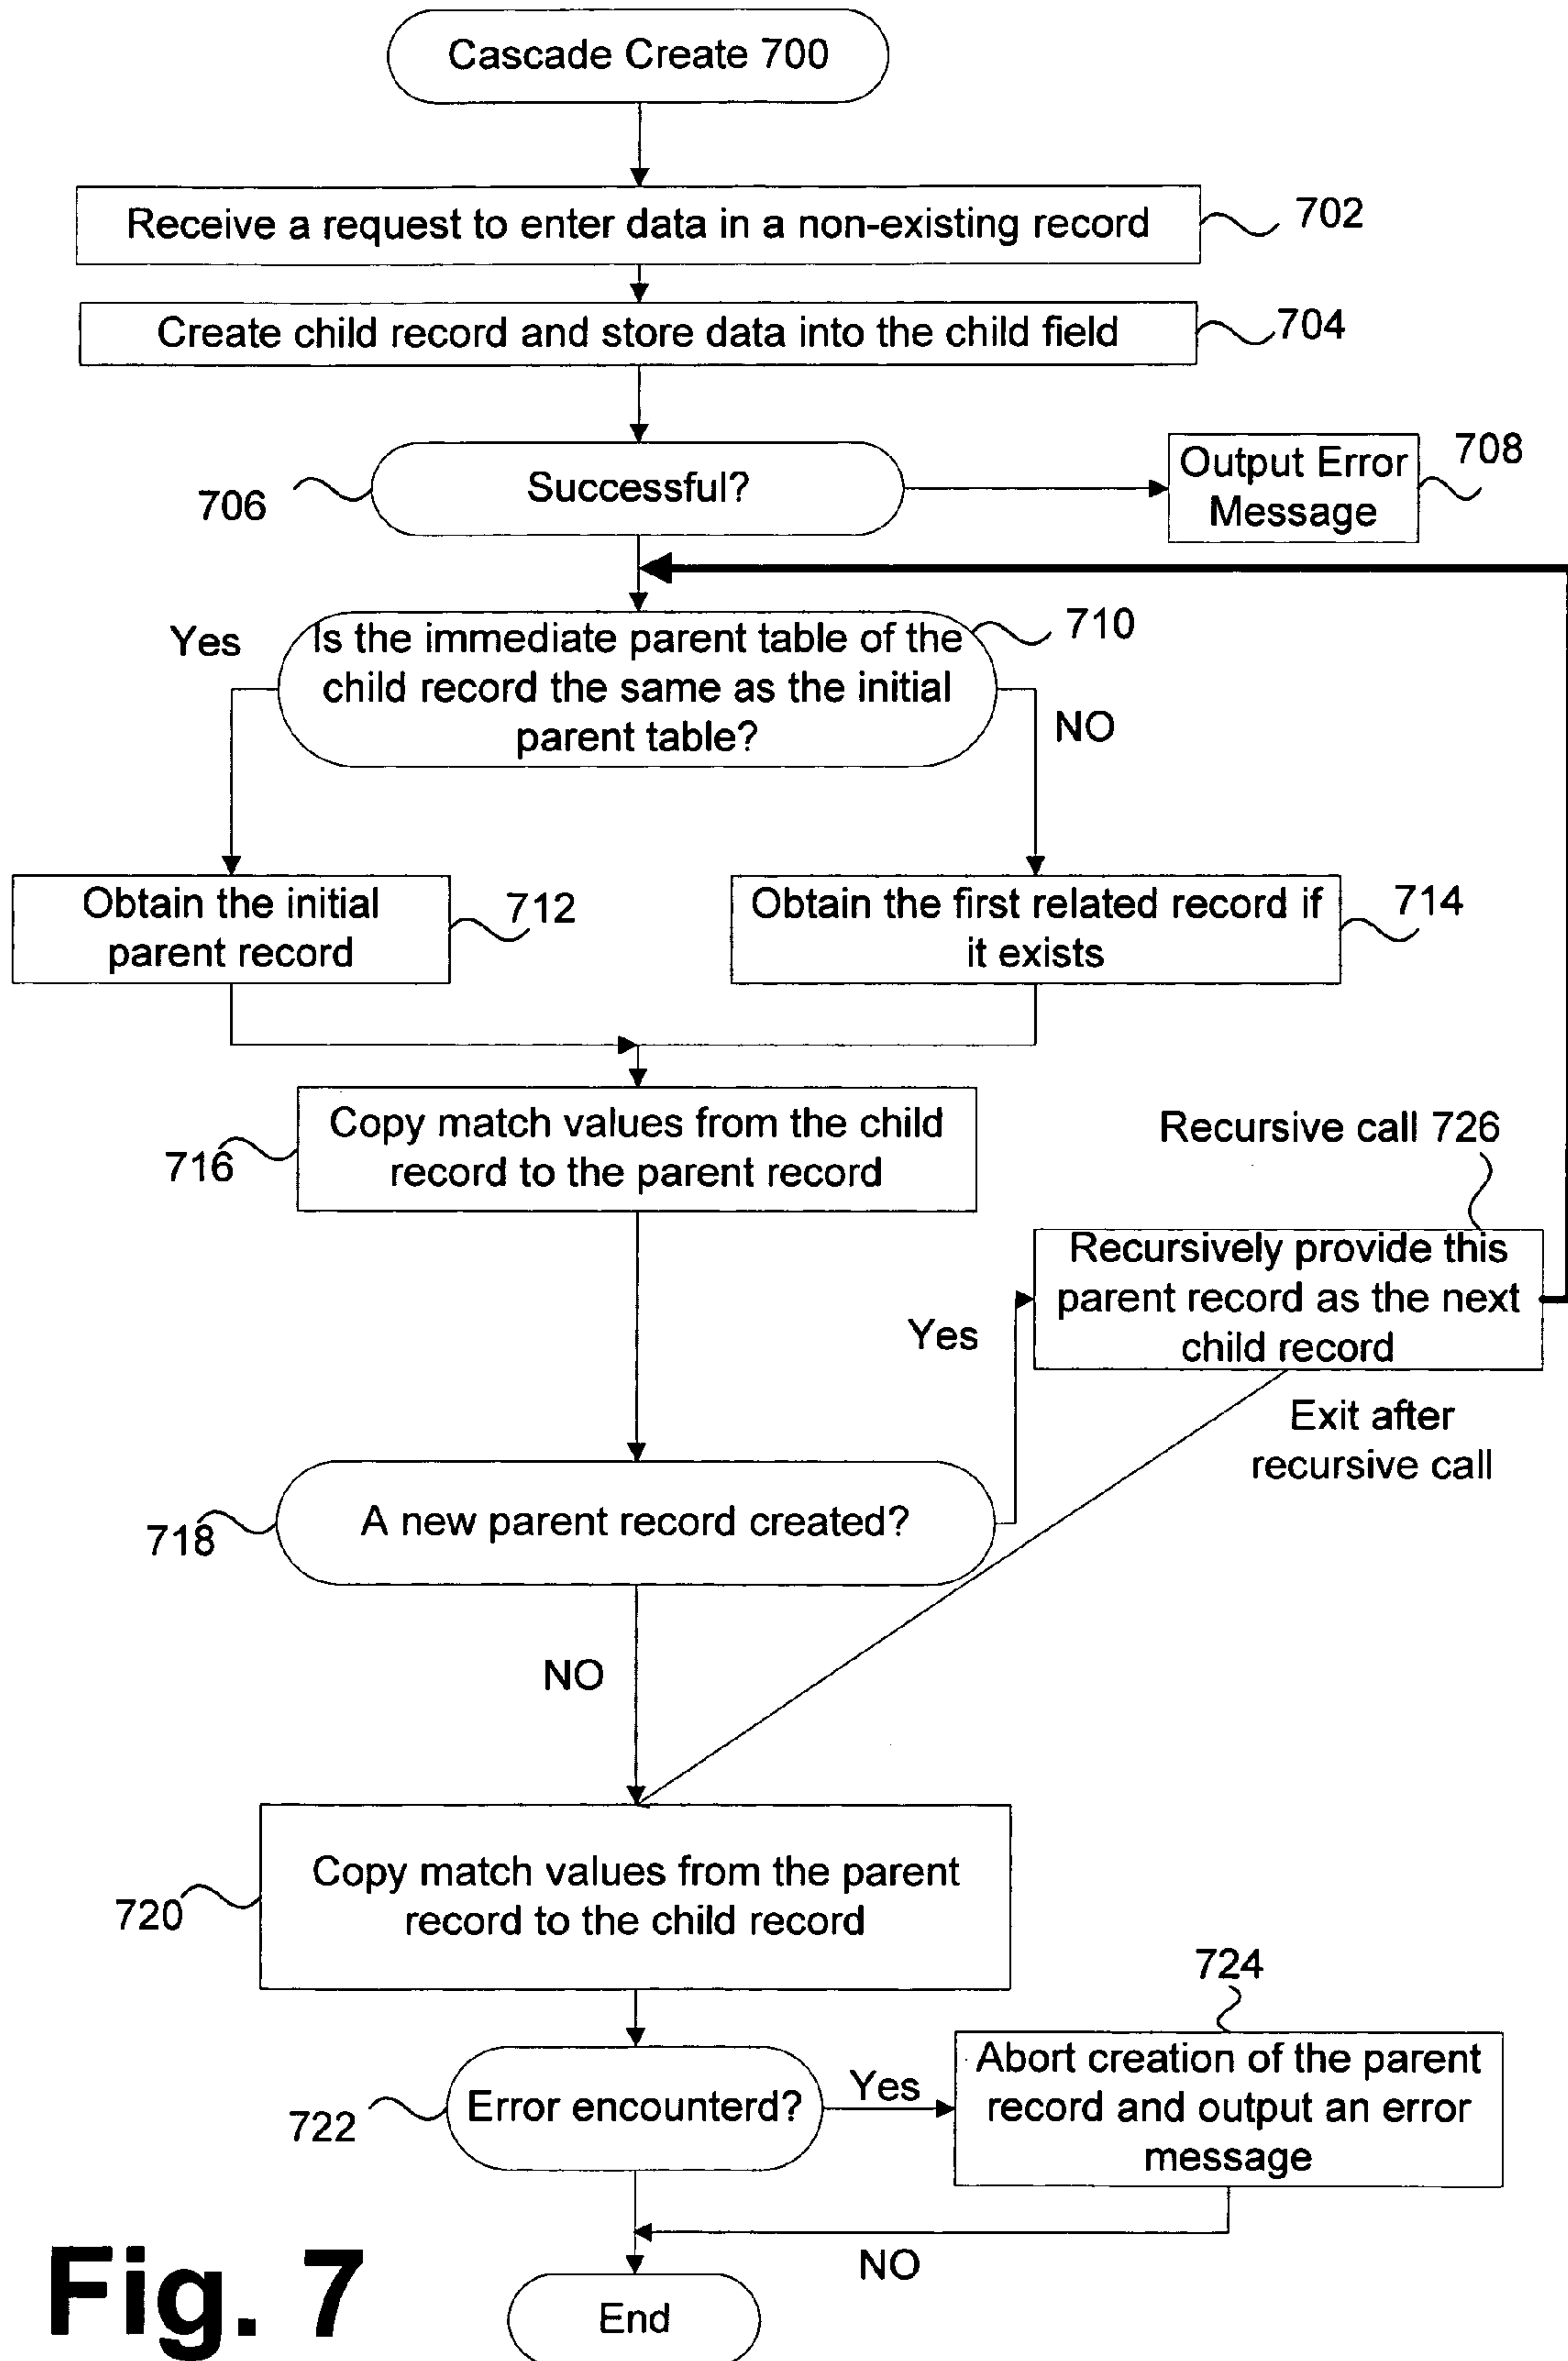 Cascade Create 700
Receive a request to enter data in a non-existing record
702
Create child record and store data into the child field
704
Successful?
706
Output Error
Message
708
Yes
Is the immediate parent table of the
child record the same as the initial
parent table?
710
NO
Obtain the initial
parent record
712
Obtain the first related record if
it exists
714
Copy match values from the child
record to the parent record
716
Recursive call 726
Recursively provide this
parent record as the next
child record
Yes
Exit after
recursive call
A new parent record created?
718
NO
Copy match values from the parent
record to the child record
720
724
Abort creation of the parent
record and output an error
message
Error encounterd?
Yes
722
NO
End
Fig. 7